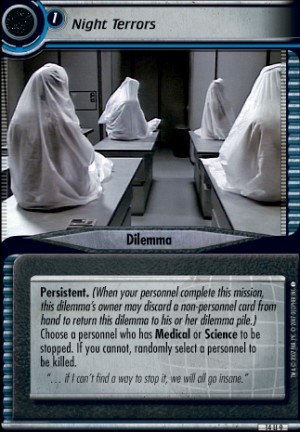 1
Night Terrors
Dilemma
Persistent. (When your personnel complete this mission,
this dilemma's owner may discard a non-personnel card from
hand to return this dilemma to his or her dilemma pile.)
Choose a personnel who has Medical or Science to
be stopped. If you cannot, randomly select a personnel to
be killed.
"… if I can't find a way to stop it, we will all go insane."